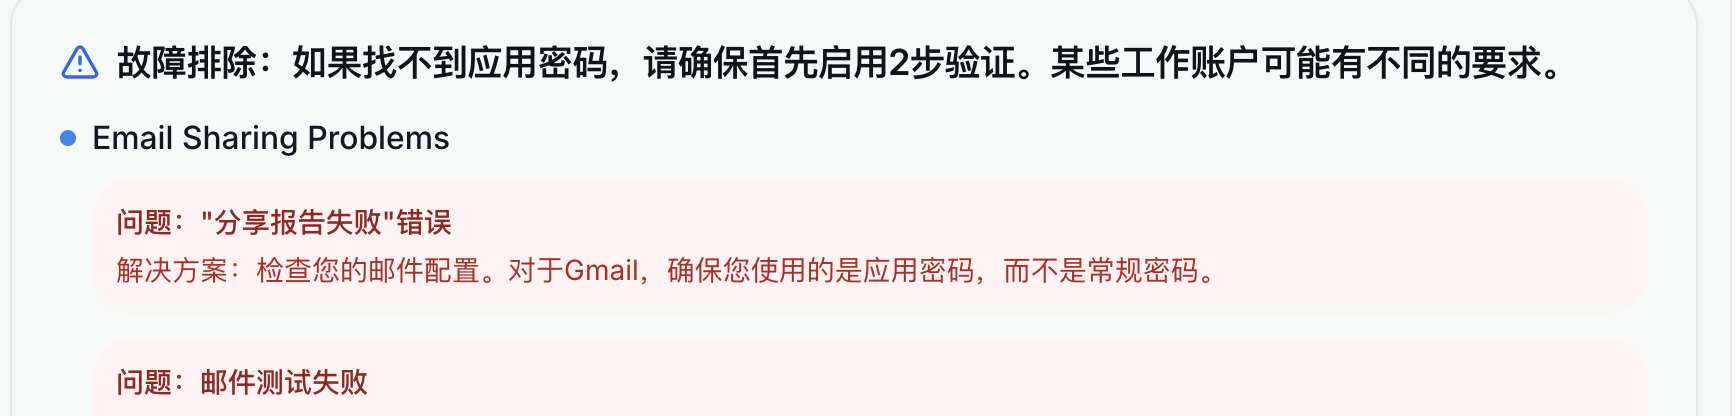 故障排除：如果找不到应用密码，请确保首先启用2步验证。某些工作账户可能有不同的要求。
Email Sharing Problems
问题："分享报告失败"错误
解决方案：检查您的邮件配置。对于Gmail，确保您使用的是应用密码，而不是常规密码。
问题：邮件测试失败